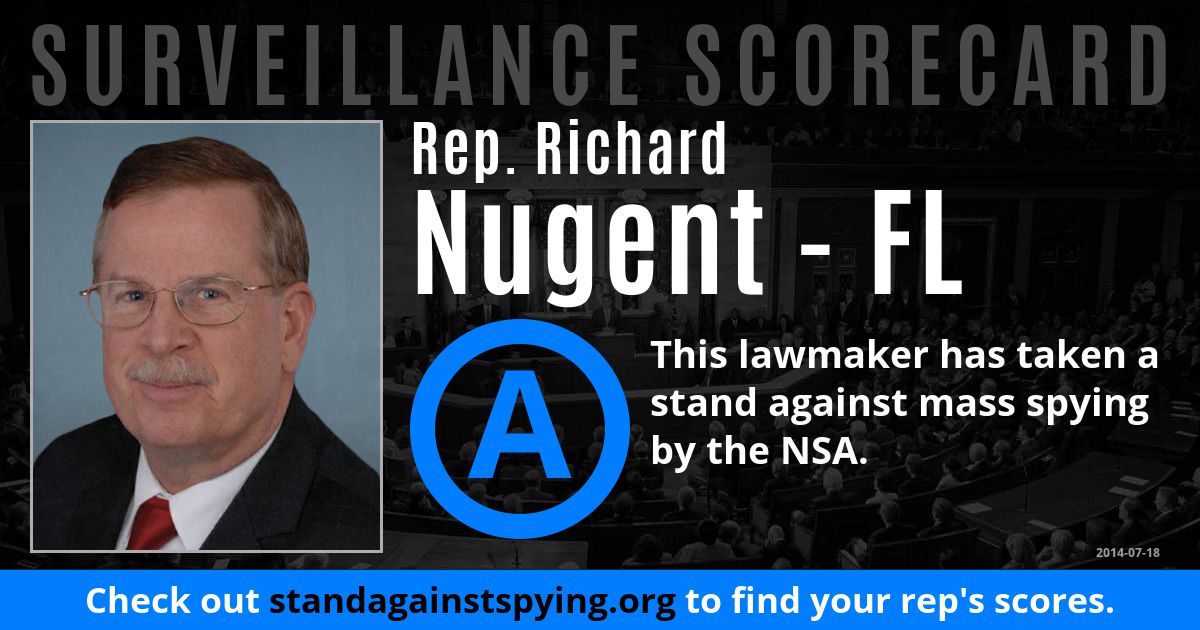 SURVEILLANCE SCORECARD
Rep. Richard
Nugent - FL
A
This lawmaker has taken a
stand against mass spying
by the NSA.
2014-07-18
Check out standagainstspying.org to find your rep's scores.